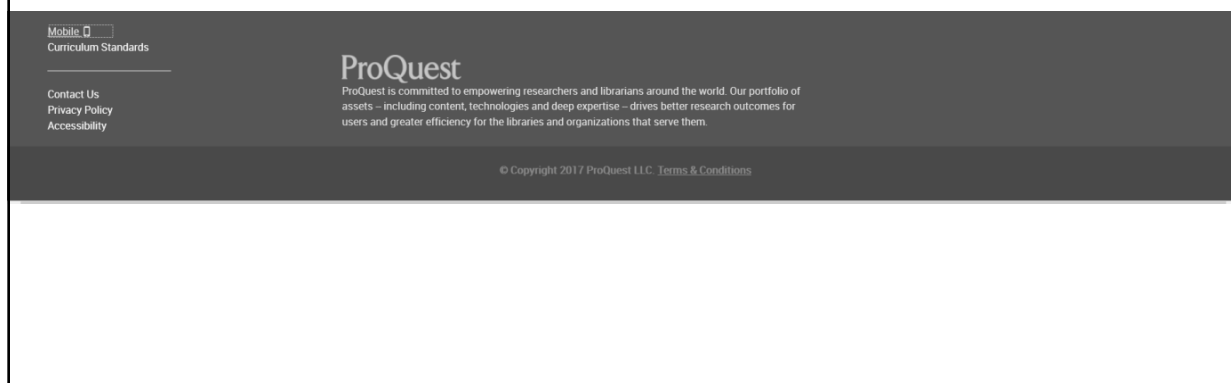 Mobile
Curriculum Standards
Contact Us
Privacy Policy
Accessibility
ProQuest
ProQuest is committed to empowering researchers and librarians around the world. Our portfolio of
assets – including content, technologies and deep expertise – drives better research outcomes for
users and greater efficiency for the libraries and organizations that serve them.
© Copyright 2017 ProQuest LLC. Terms & Conditions